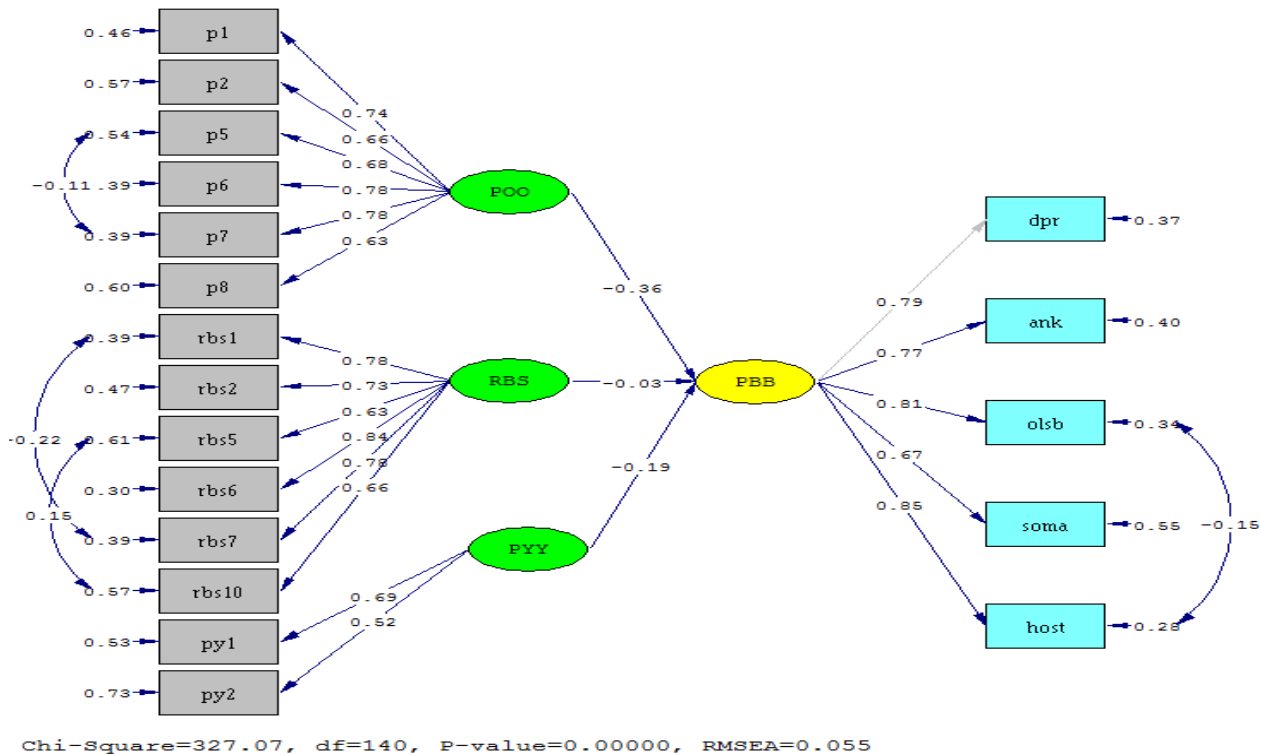 0.46 p1
0.57 p2
0.54 p5
-0.11 .39 p6
0.39 p7
0.60 p8
0.39 rbs1
0.47 rbs2
-0.22 0.61 rbs5
0.30 rbs6
0.15
0.39 rbs7
0.57 rbs10
0.53 py1
0.73 py2
0.74
0.66
0.68
0.78
0.78
0.63
POO
0.78
0.73
0.63
0.84
0.78
0.66
RBS
0.69
0.52
PYY
-0.36
-0.03
-0.19
PBB
0.79
0.77
0.81
0.67
0.85
dpr 0.37
ank 0.40
olsb 0.34
soma 0.55 -0.15
host 0.28
Chi-Square=327.07, df=140, P-value=0.00000, RMSEA=0.055